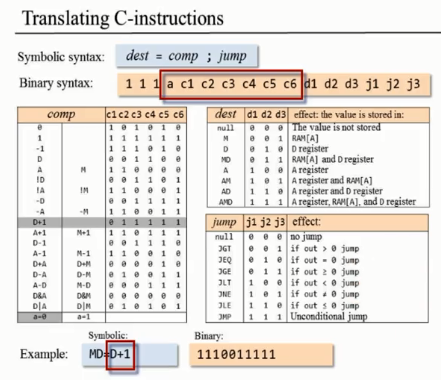 Translating C-instructions
Symbolic syntax: dest = comp ; jump
Binary syntax: 1 1 1 a c1 c2 c3 c4 c5 c6 d1 d2 d3 j1 j2 j3
comp c1 c2 c3 c4 c5 c6
0 1 0 1 0 1 0
1 1 1 1 1 1 1
-1 1 1 1 0 1 0
D 0 0 1 1 0 0
A M 1 1 0 0 0 0
!D 0 0 1 1 0 1
!A !M 1 1 0 0 0 1
-D 0 0 1 1 1 1
-A -M 1 1 0 0 1 1
D+1 0 1 1 1 1 1
A+1 M+1 1 1 0 1 1 1
D-1 0 0 1 1 1 0
A-1 M-1 1 1 0 0 1 0
D+A D+M 0 0 0 0 1 0
D-A D-M 0 1 0 0 1 1
A-D M-D 0 0 0 1 1 1
D&A D&M 0 0 0 0 0 0
D|A D|M 0 1 0 1 0 1
a=0 a=1
dest d1 d2 d3 effect: the value is stored in:
null 0 0 0 The value is not stored
M 0 0 1 RAM[A]
D 0 1 0 D register
MD 0 1 1 RAM[A] and D register
A 1 0 0 A register
AM 1 0 1 A register and RAM[A]
AD 1 1 0 A register and D register
AMD 1 1 1 A register, RAM[A], and D register
jump j1 j2 j3 effect:
null 0 0 0 no jump
JGT 0 0 1 if out > 0 jump
JEQ 0 1 0 if out = 0 jump
JGE 0 1 1 if out ≥ 0 jump
JLT 1 0 0 if out < 0 jump
JNE 1 0 1 if out ≠ 0 jump
JLE 1 1 0 if out ≤ 0 jump
JMP 1 1 1 Unconditional jump
Symbolic: Binary:
Example: MD=D+1 1110011111